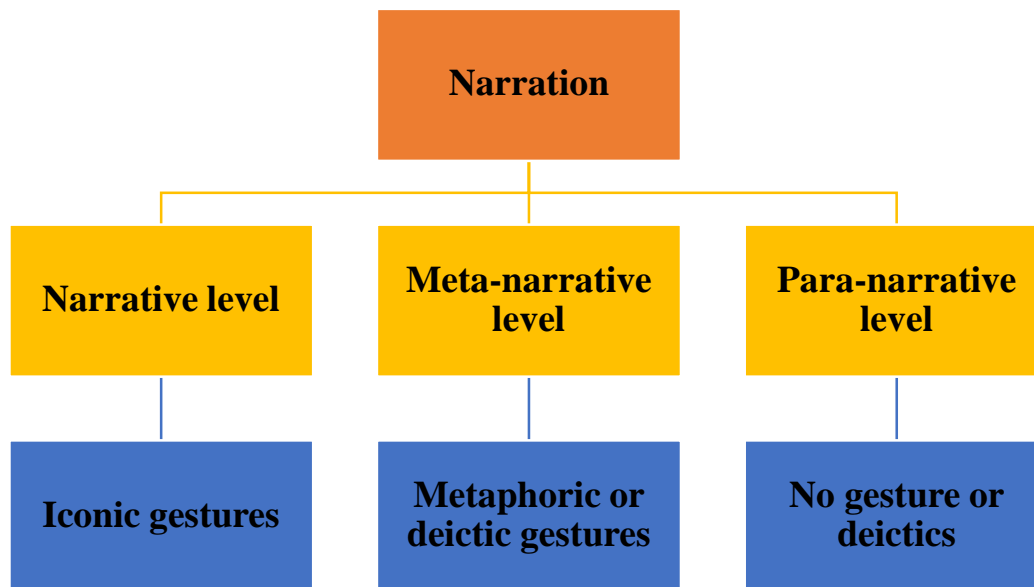 Narration
Narrative level
Meta-narrative
level
Para-narrative
level
Iconic gestures
Metaphoric or
deictic gestures
No gesture or
deictics